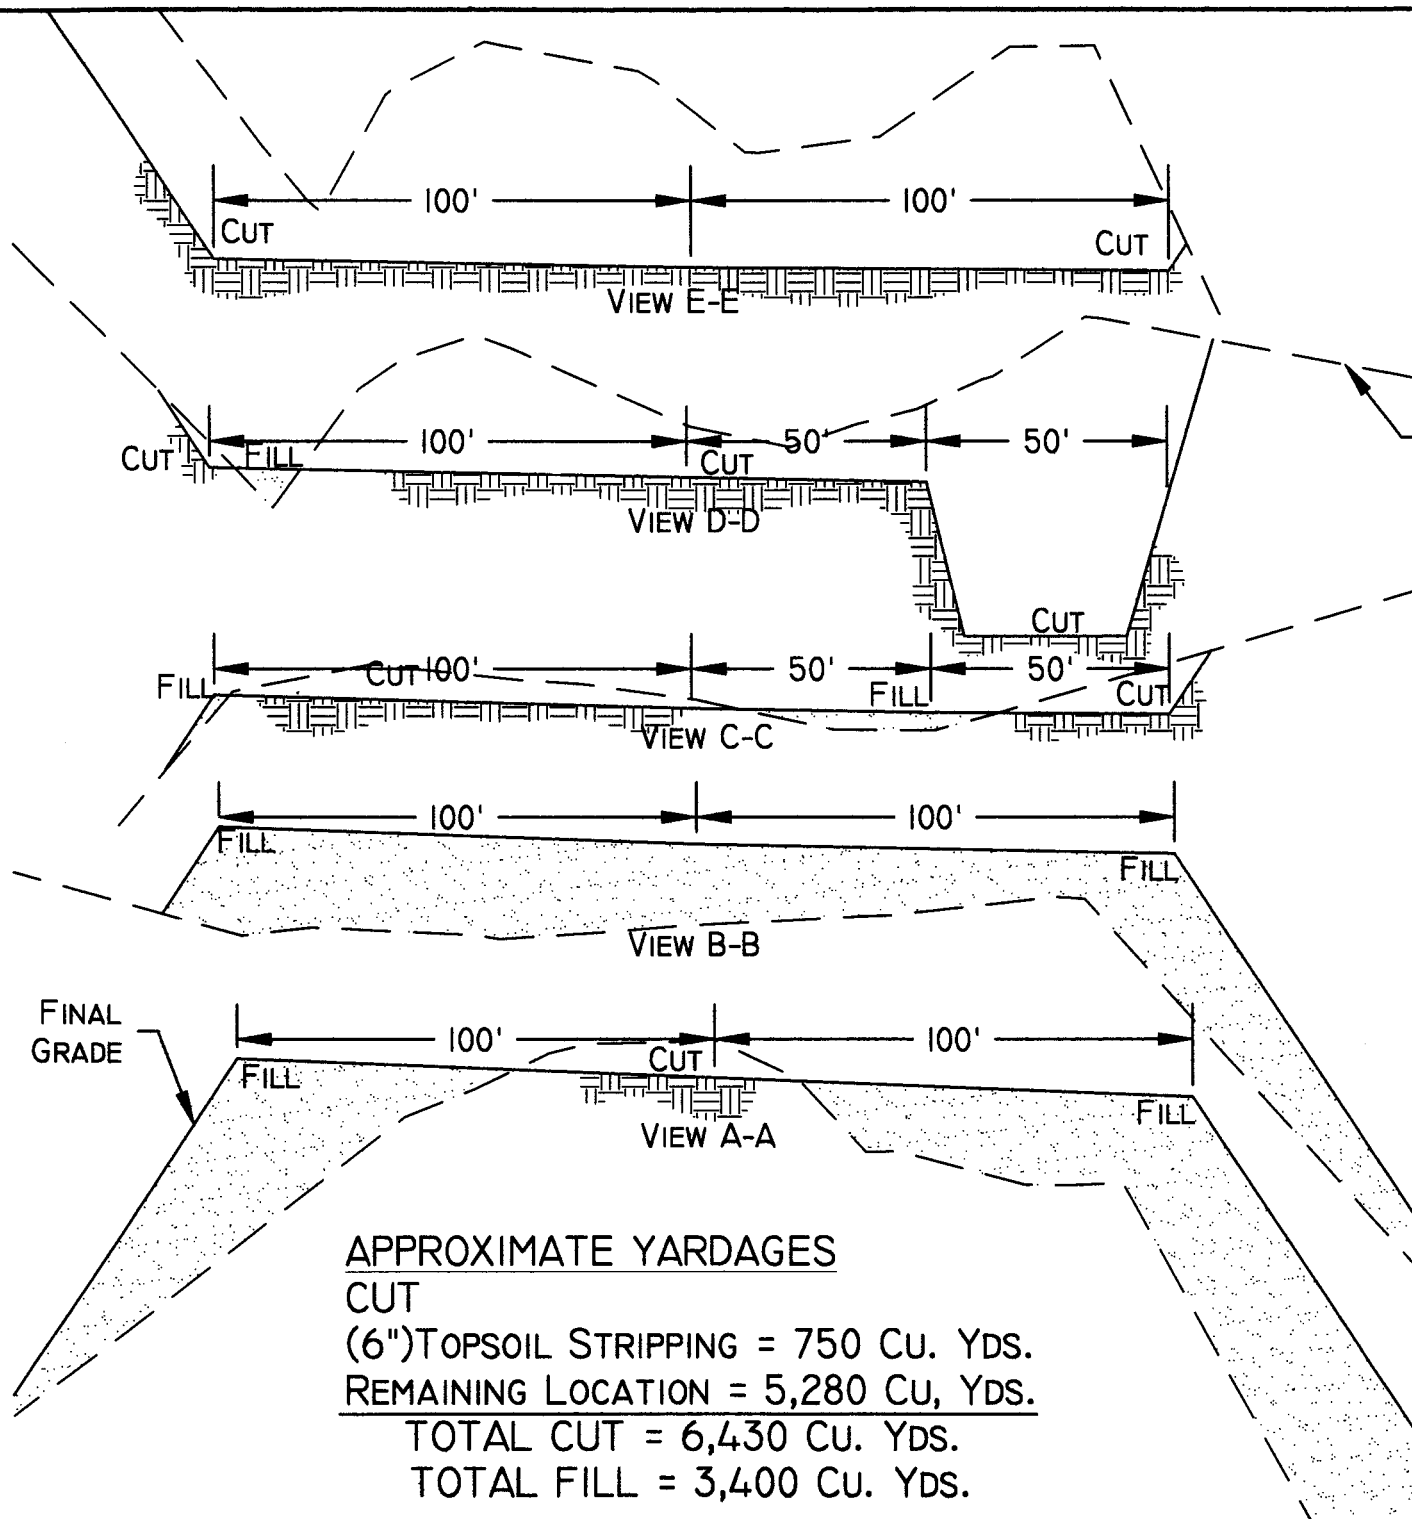 100' 100'
CUT CUT
VIEW E-E
100' 50' 50'
CUT FILL CUT
VIEW D-D
CUT
100' 50' 50'
FILL CUT FILL CUT
VIEW C-C
100' 100'
FILL FILL
VIEW B-B
FINAL
GRADE
100' 100'
FILL CUT FILL
VIEW A-A
APPROXIMATE YARDAGES
CUT
(6")TOPSOIL STRIPPING = 750 CU. YDS.
REMAINING LOCATION = 5,280 CU, YDS.
TOTAL CUT = 6,430 CU. YDS.
TOTAL FILL = 3,400 CU. YDS.